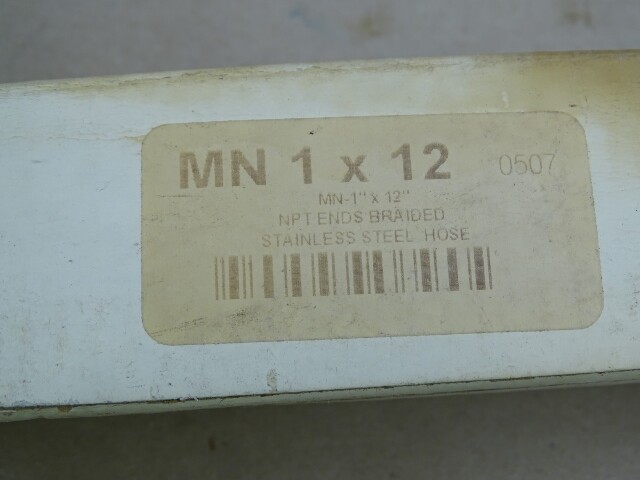 MN 1 x 12 0507
MN-1" x 12"
NPT ENDS BRAIDED
STAINLESS STEEL HOSE